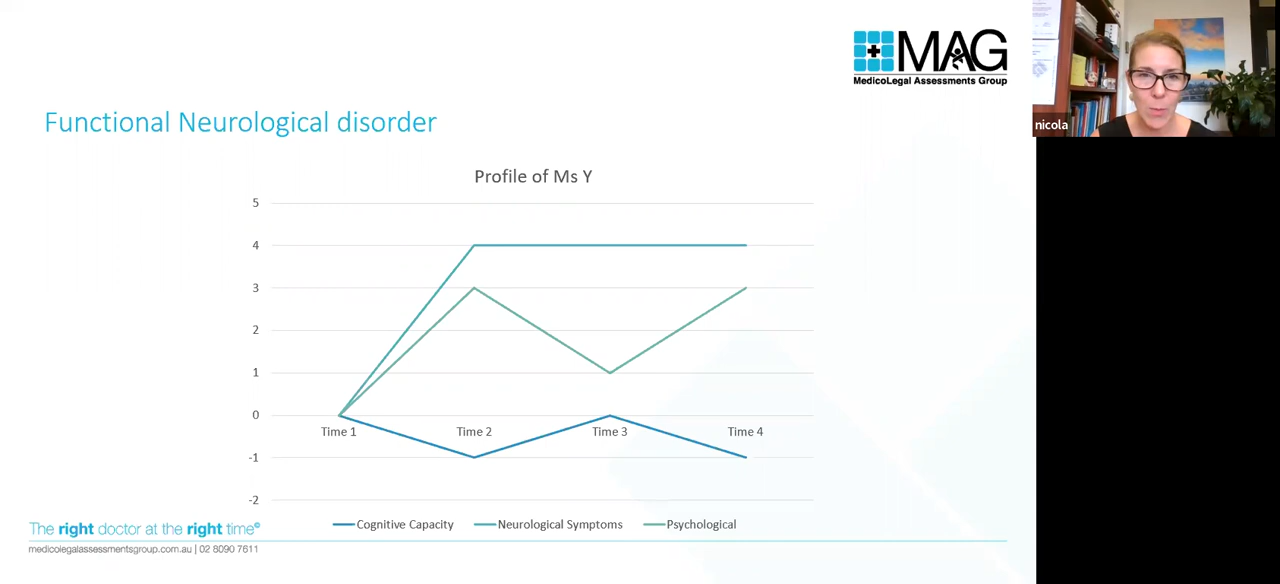 MAG
MedicoLegal Assessments Group
nicola
Functional Neurological disorder
Profile of Ms Y
5
4
3
2
1
0
Time 1 Time 2 Time 3 Time 4
-1
-2
Cognitive Capacity Neurological Symptoms Psychological
The right doctor at the right time©
medicolegalassessmentsgroup.com.au | 02 8090 7611